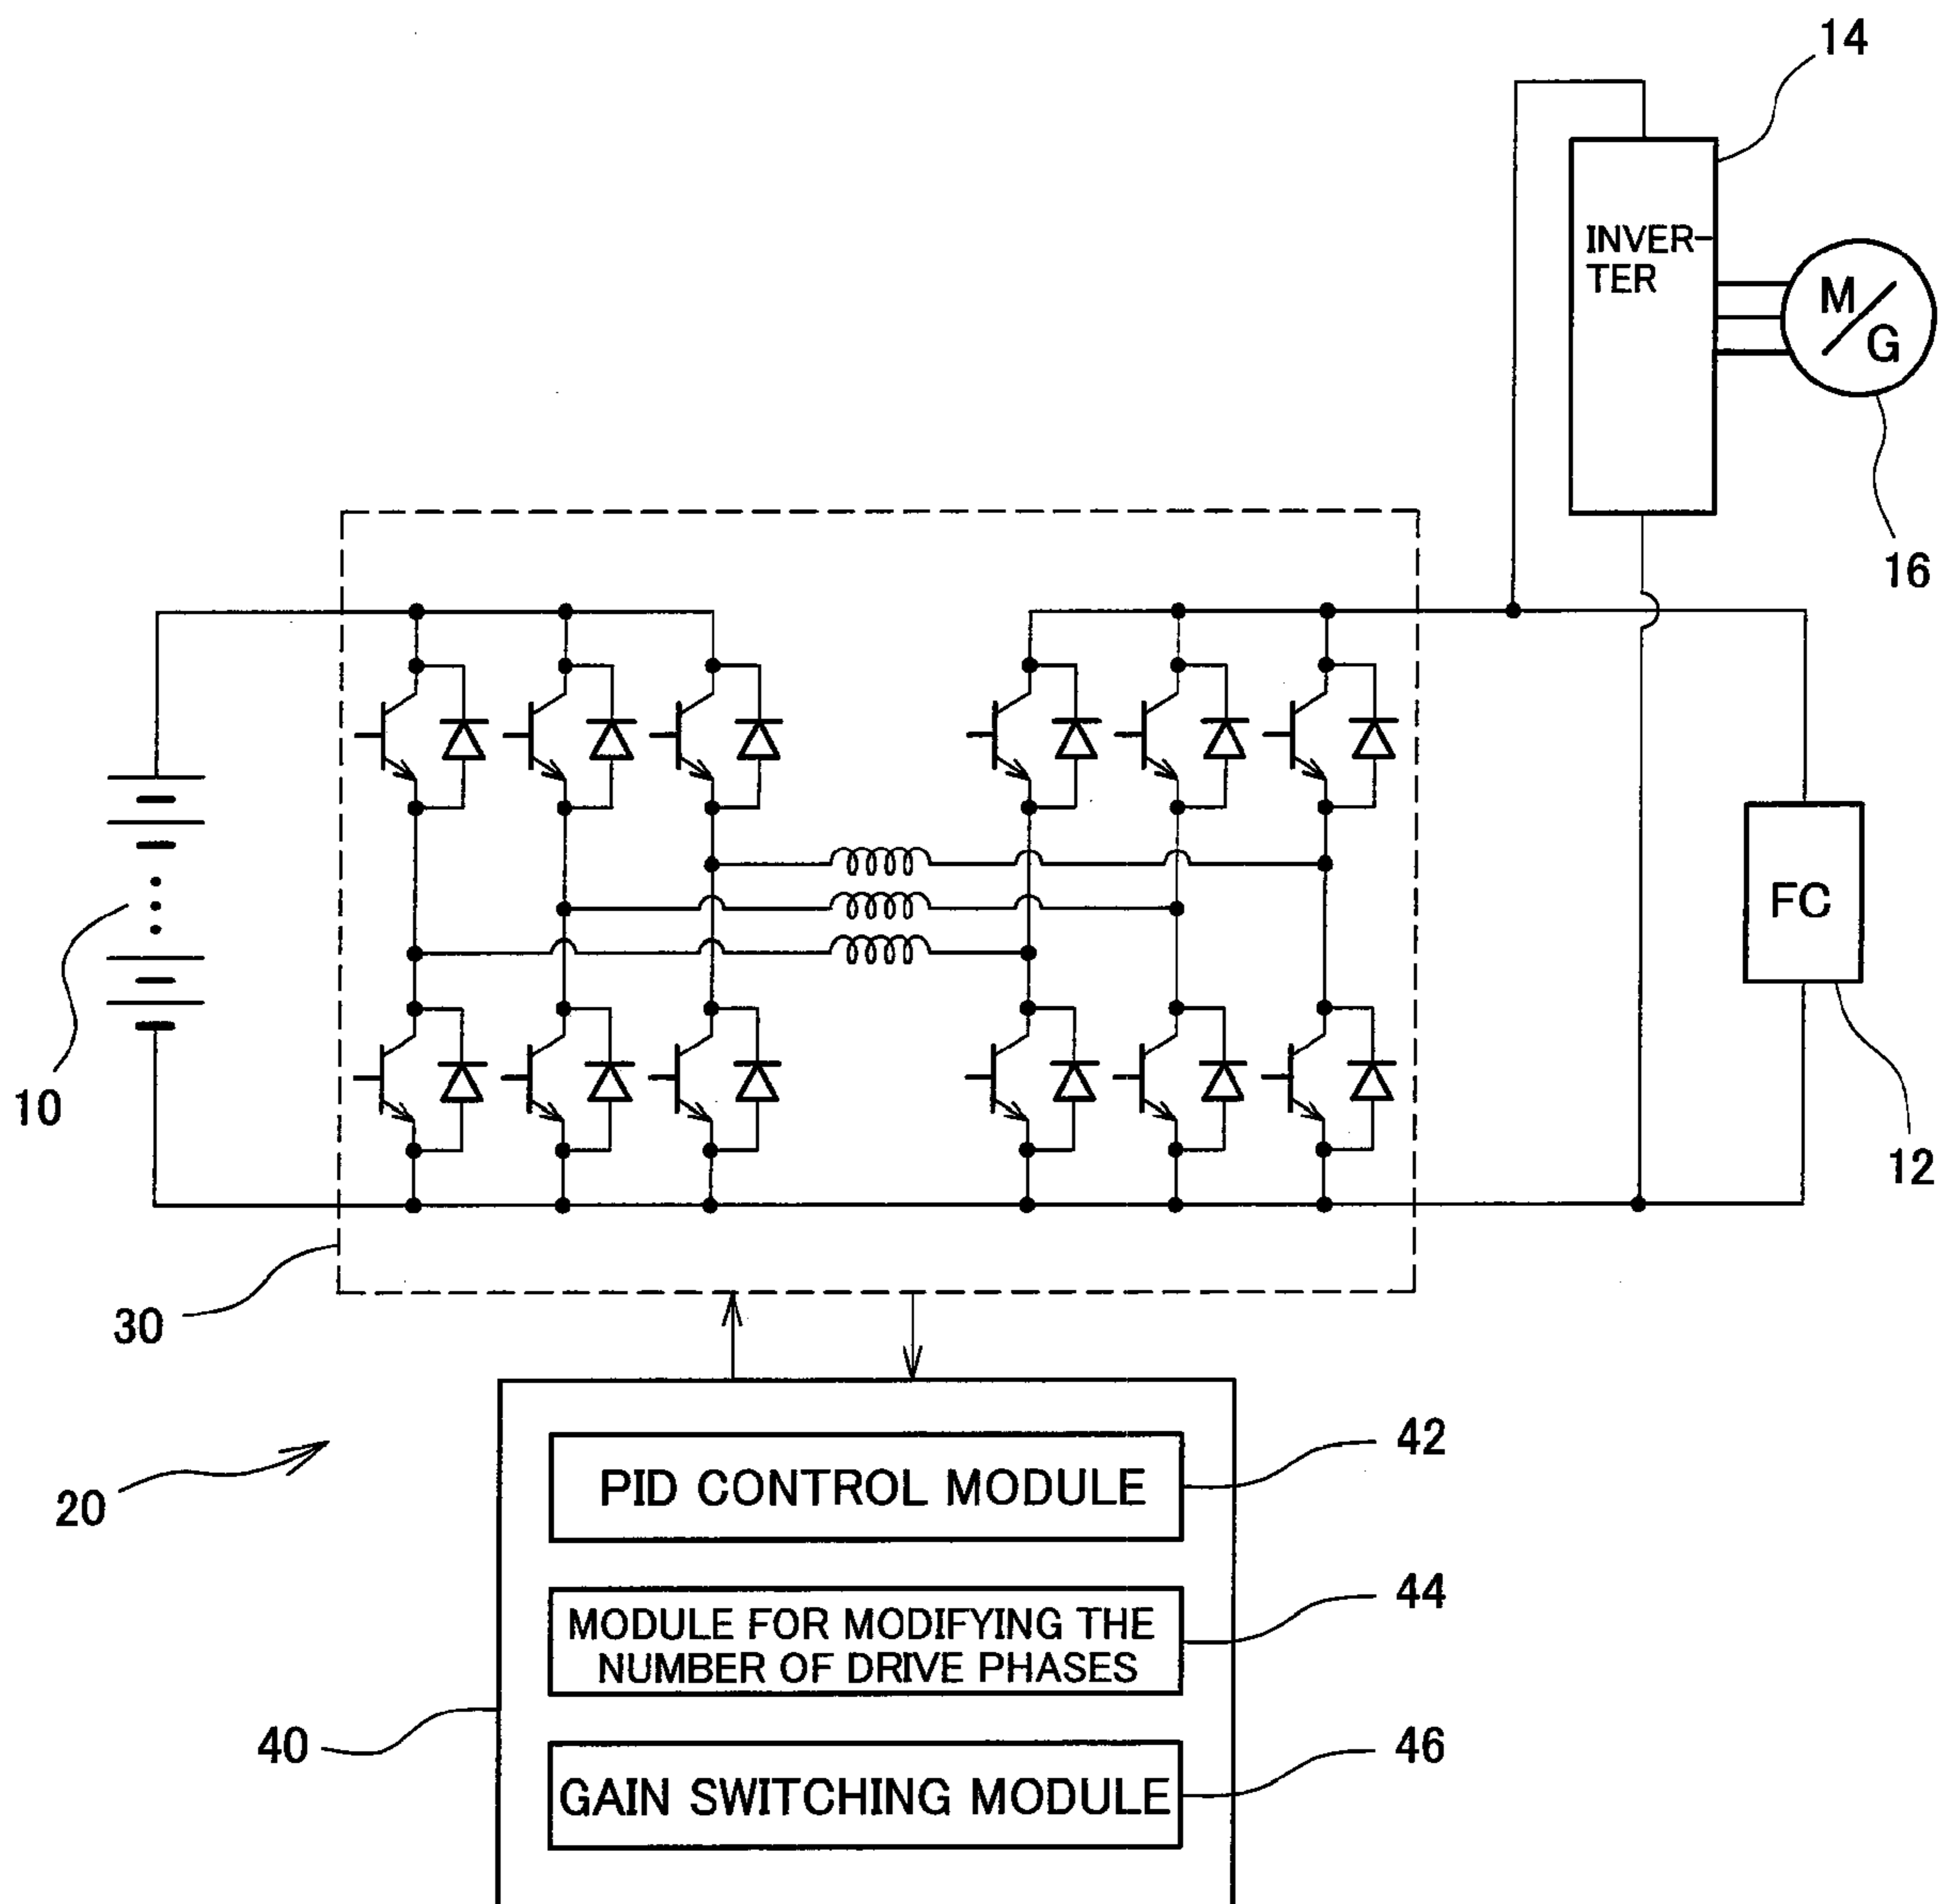 14
INVER-
TER
M/G
16
10
FC
12
30
20
PID CONTROL MODULE
42
MODULE FOR MODIFYING THE
NUMBER OF DRIVE PHASES
44
40
GAIN SWITCHING MODULE
46